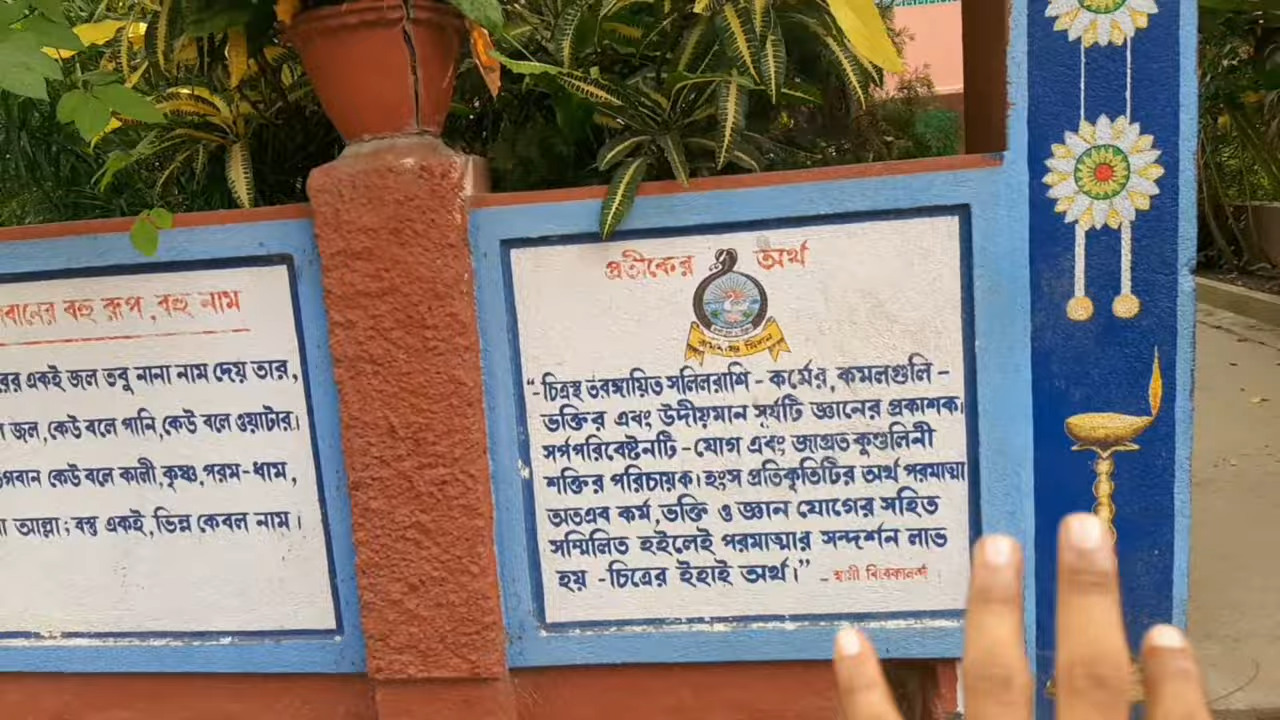 বানের বহু রূপ, বহু নাম
একই জল তবু নানা নাম দেয় তার,
জল, কেউ বলে পানি, কেউ বলে ওয়াটার।
কেউ বলে কালী, কৃষ্ণ, পরম-ধাম,
আল্লা; বস্তু একই, ভিন্ন কেবল নাম।
প্রতীকের অর্থ
রামকৃষ্ণ মিশন
“-চিত্রস্থ তরঙ্গায়িত সলিলরাশি - কর্মের, কমলগুলি -
ভক্তির এবং উদীয়মান সূর্যটি জ্ঞানের প্রকাশক।
সর্পপরিবেষ্টনটি - যোগ এবং জাগ্রত কুণ্ডলিনী
শক্তির পরিচায়ক। হংস প্রতিকৃতিটির অর্থ পরমাত্মা
অতএব কর্ম, ভক্তি ও জ্ঞান যোগের সহিত
সম্মিলিত হইলেই পরমাত্মার সন্দর্শন লাভ
হয় - চিত্রের ইহাই অর্থ।” - স্বামী বিবেকানন্দ